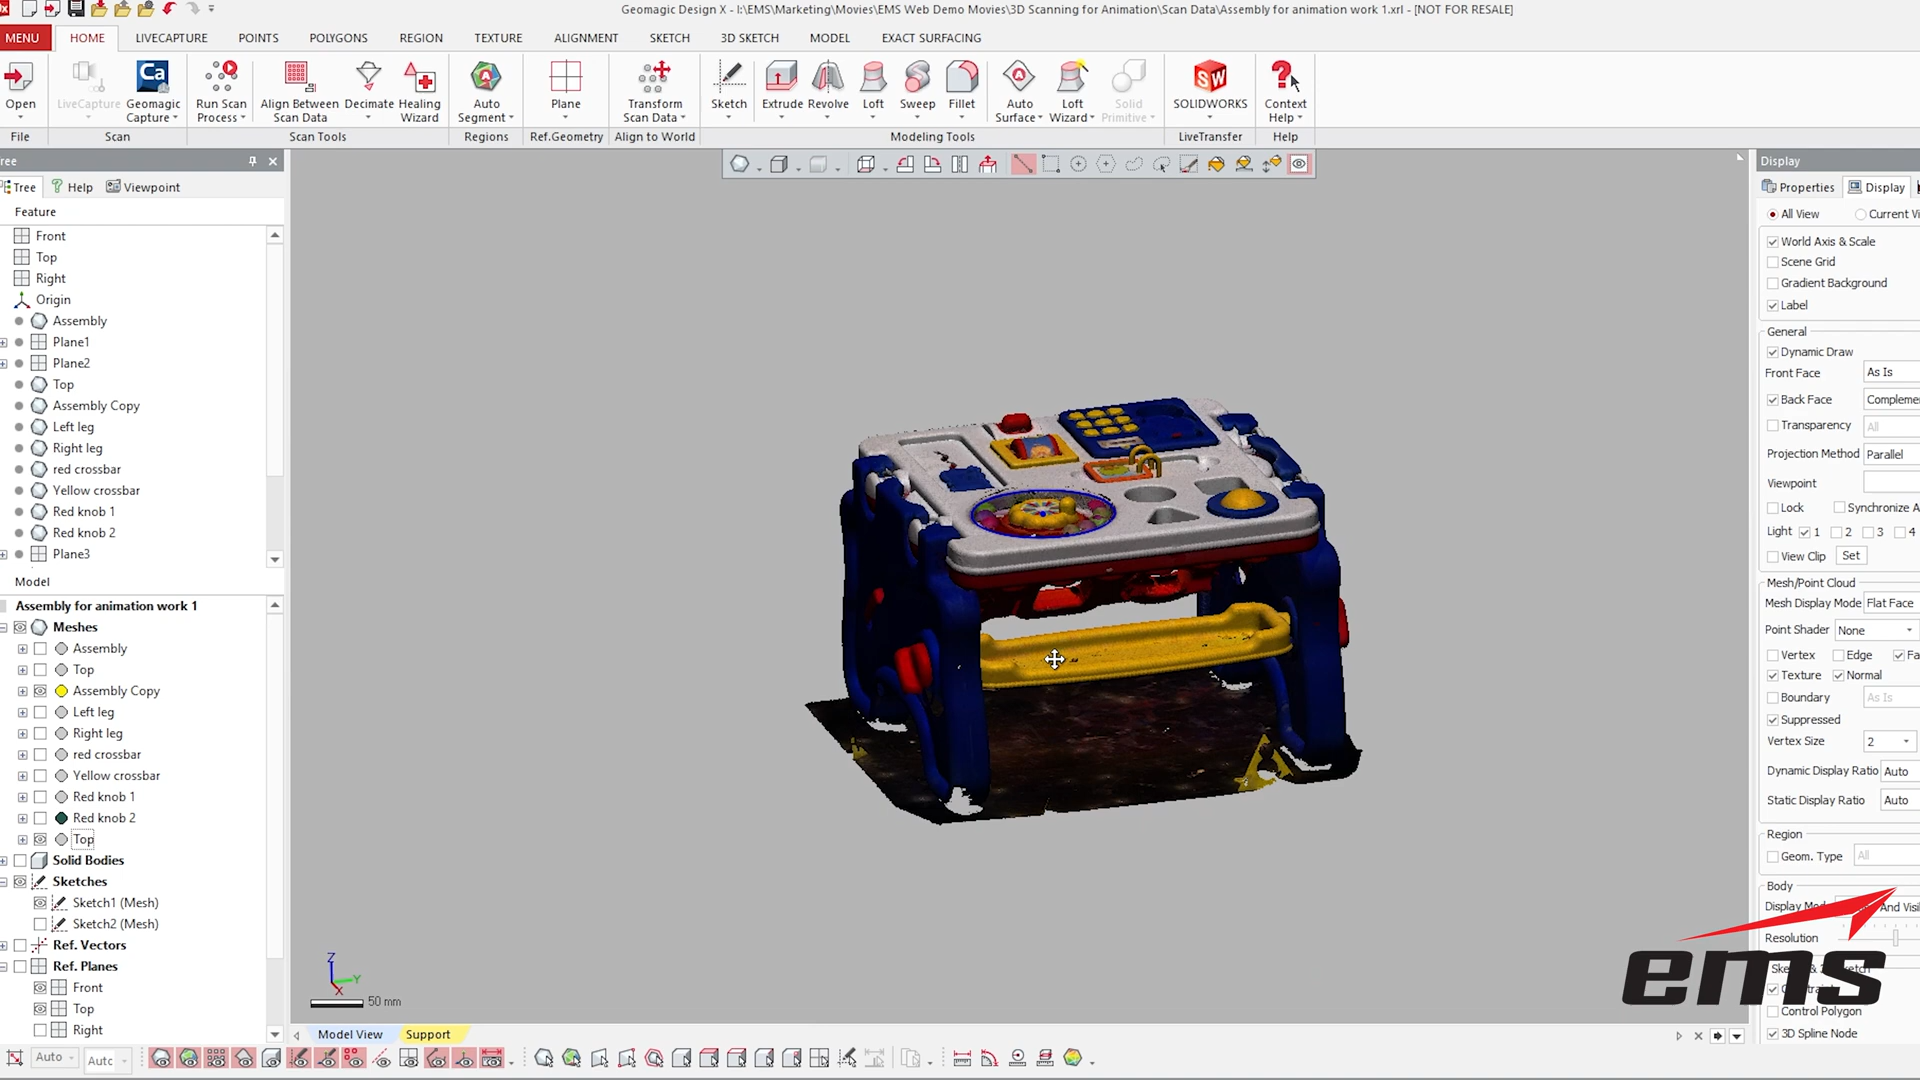 Geomagic Design X - I:\EMS\Marketing\Movies\EMS Web Demo Movies\3D Scanning for Animation\Scan Data\Assembly for animation work 1.xrl - [NOT FOR RESALE]
MENU HOME LIVECAPTURE POINTS POLYGONS REGION TEXTURE ALIGNMENT SKETCH 3D SKETCH MODEL EXACT SURFACING
Open LiveCapture Geomagic Capture Run Scan Process Align Between Scan Data Decimate Healing Wizard Auto Segment Plane Transform Scan Data Sketch Extrude Revolve Loft Sweep Fillet Auto Surface Loft Wizard Solid Primitive SOLIDWORKS Context Help
File Scan Scan Tools Regions Ref.Geometry Align to World Modeling Tools LiveTransfer Help
ree
Tree Help Viewpoint
Feature
Front
Top
Right
Origin
Assembly
Plane1
Plane2
Top
Assembly Copy
Left leg
Right leg
red crossbar
Yellow crossbar
Red knob 1
Red knob 2
Plane3
Model
Assembly for animation work 1
Meshes
Assembly
Top
Assembly Copy
Left leg
Right leg
red crossbar
Yellow crossbar
Red knob 1
Red knob 2
Top
Solid Bodies
Sketches
Sketch1 (Mesh)
Sketch2 (Mesh)
Ref. Vectors
Ref. Planes
Front
Top
Right
Z
Y
X
50 mm
Model View Support
Auto Autc
Display
Properties Display
All View Current Vi
World Axis & Scale
Scene Grid
Gradient Background
Label
General
Dynamic Draw
Front Face As Is
Back Face Complemen
Transparency All
Projection Method Parallel
Viewpoint
Lock Synchronize A
Light 1 2 3 4
View Clip Set
Mesh/Point Cloud
Mesh Display Mode Flat Face
Point Shader None
Vertex Edge Fa
Texture Normal
Boundary As Is
Suppressed
Vertex Size 2
Dynamic Display Ratio Auto
Static Display Ratio Auto
Region
Geom. Type All
Body
Display Mod And Visi
Resolution
Control Polygon
3D Spline Node
ems